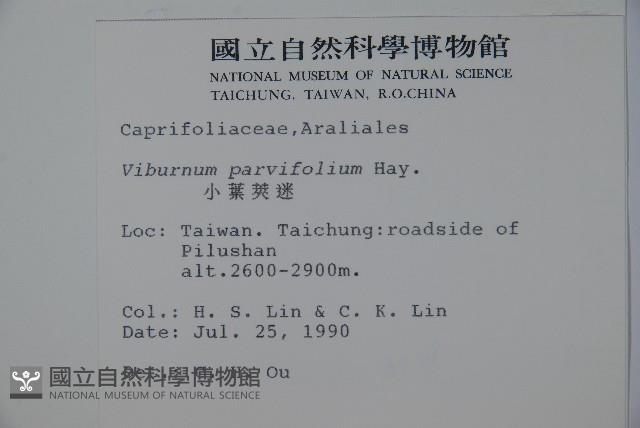 國立自然科學博物館
NATIONAL MUSEUM OF NATURAL SCIENCE
TAICHUNG, TAIWAN, R.O.CHINA
Caprifoliaceae,Araliales
Viburnum parvifolium Hay.
小葉莢迷
Loc: Taiwan. Taichung:roadside of
Pilushan
alt.2600-2900m.
Col.: H. S. Lin & C. K. Lin
Date: Jul. 25, 1990
Ou
國立自然科學博物館
NATIONAL MUSEUM OF NATURAL SCIENCE